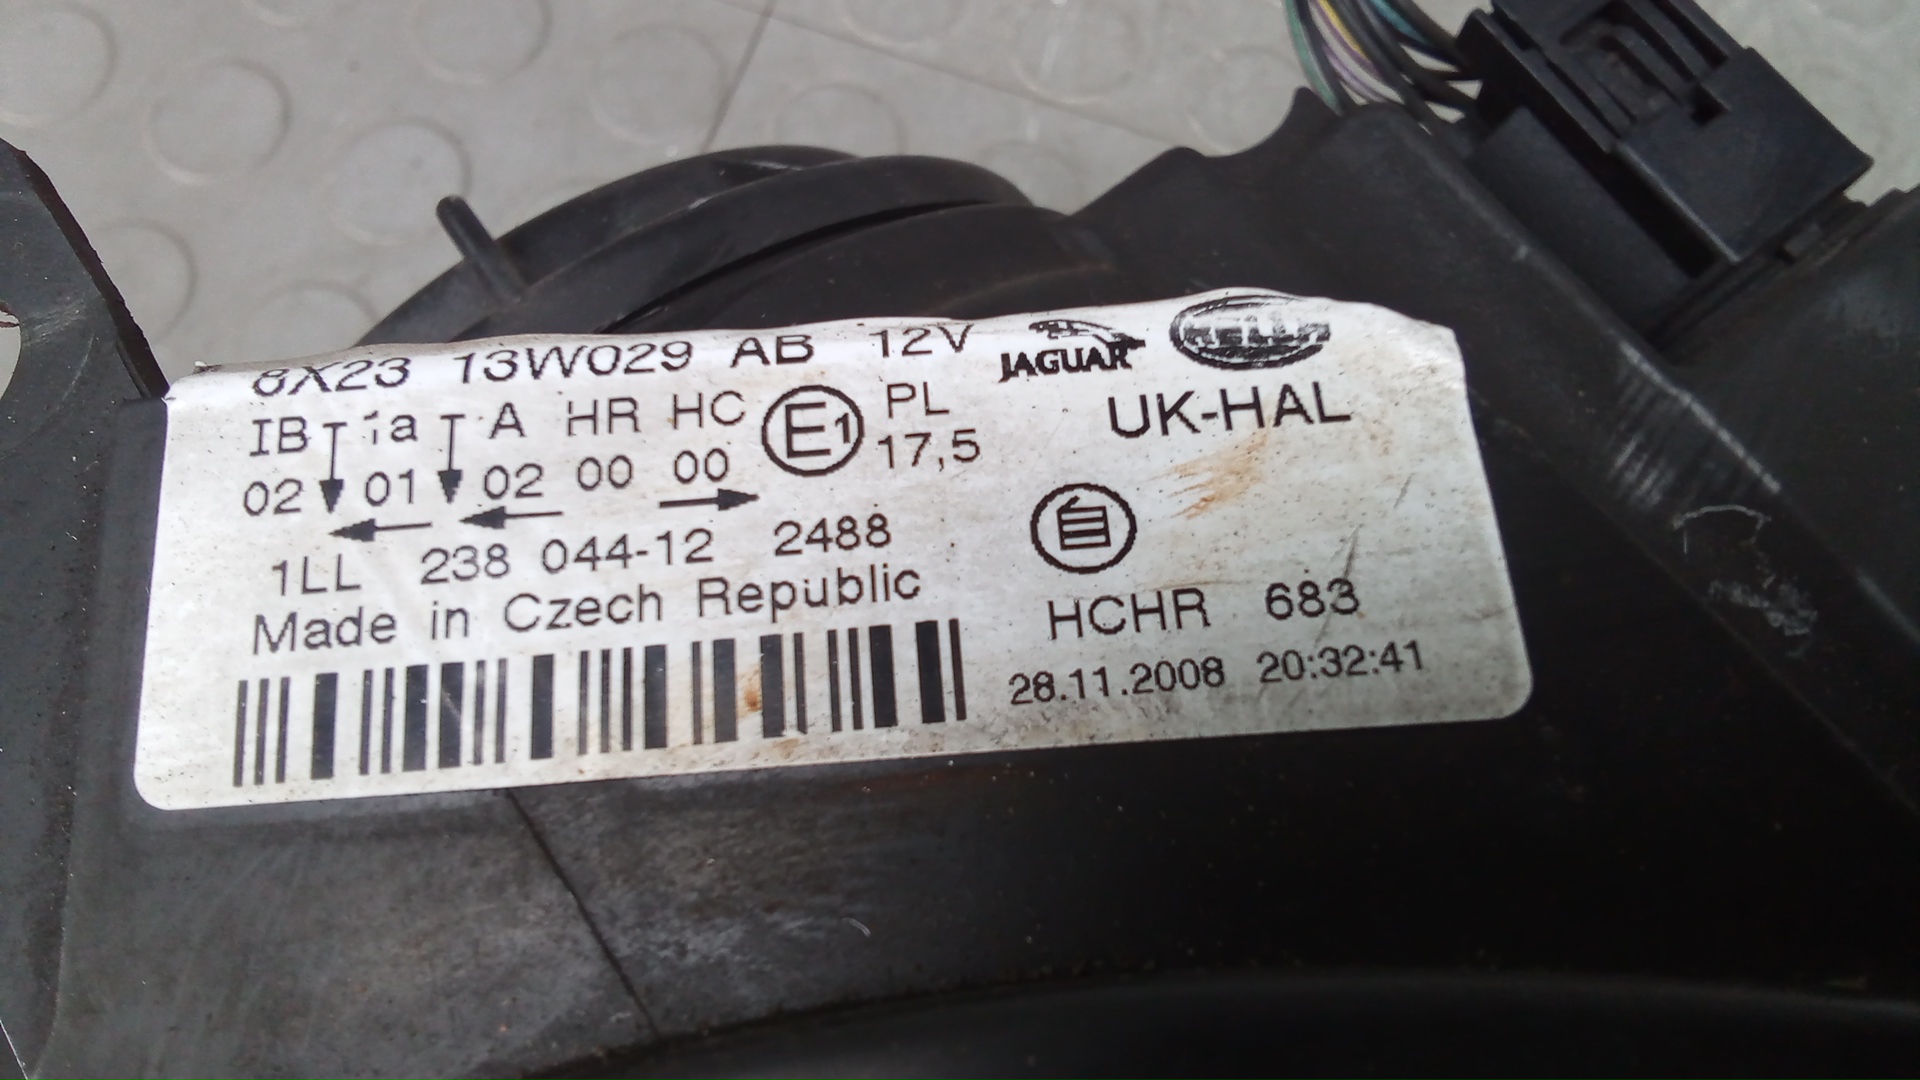 8X23 13W029 AB 12V JAGUAR HELLA
IB 1a A HR HC E1 PL UK-HAL
02 01 02 00 00 17,5
1LL 238 044-12 2488
Made in Czech Republic
HCHR 683
28.11.2008 20:32:41